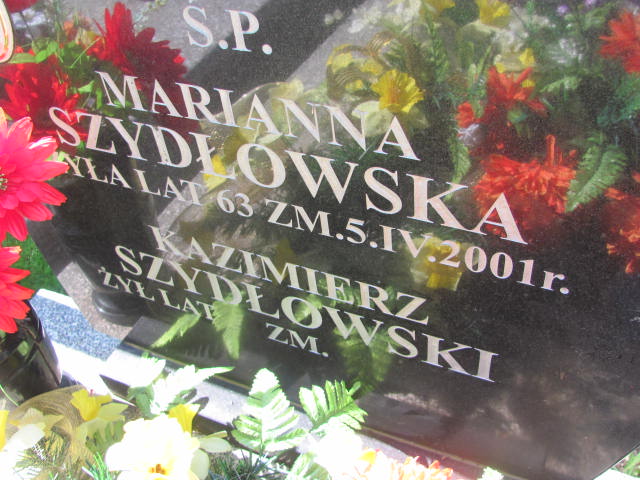 Ś.P.
MARIANNA
SZYDŁOWSKA
ŻYŁA LAT 63 ZM.5.IV.2001r.
KAZIMIERZ
SZYDŁOWSKI
ŻYŁ LAT ZM.